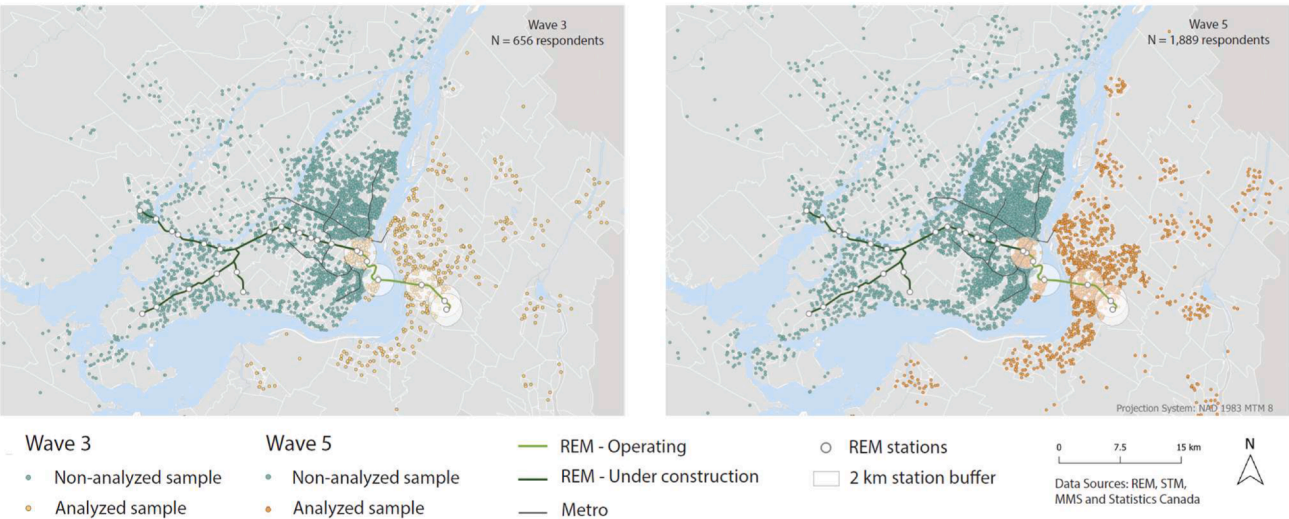 Wave 3
N = 656 respondents
Wave 5
N = 1,889 respondents
Projection System: NAD 1983 MTM 8
Wave 3
Non-analyzed sample
Analyzed sample
Wave 5
Non-analyzed sample
Analyzed sample
REM - Operating
REM - Under construction
Metro
REM stations
2 km station buffer
0 7.5 15 km
Data Sources: REM, STM,
MMS and Statistics Canada
N